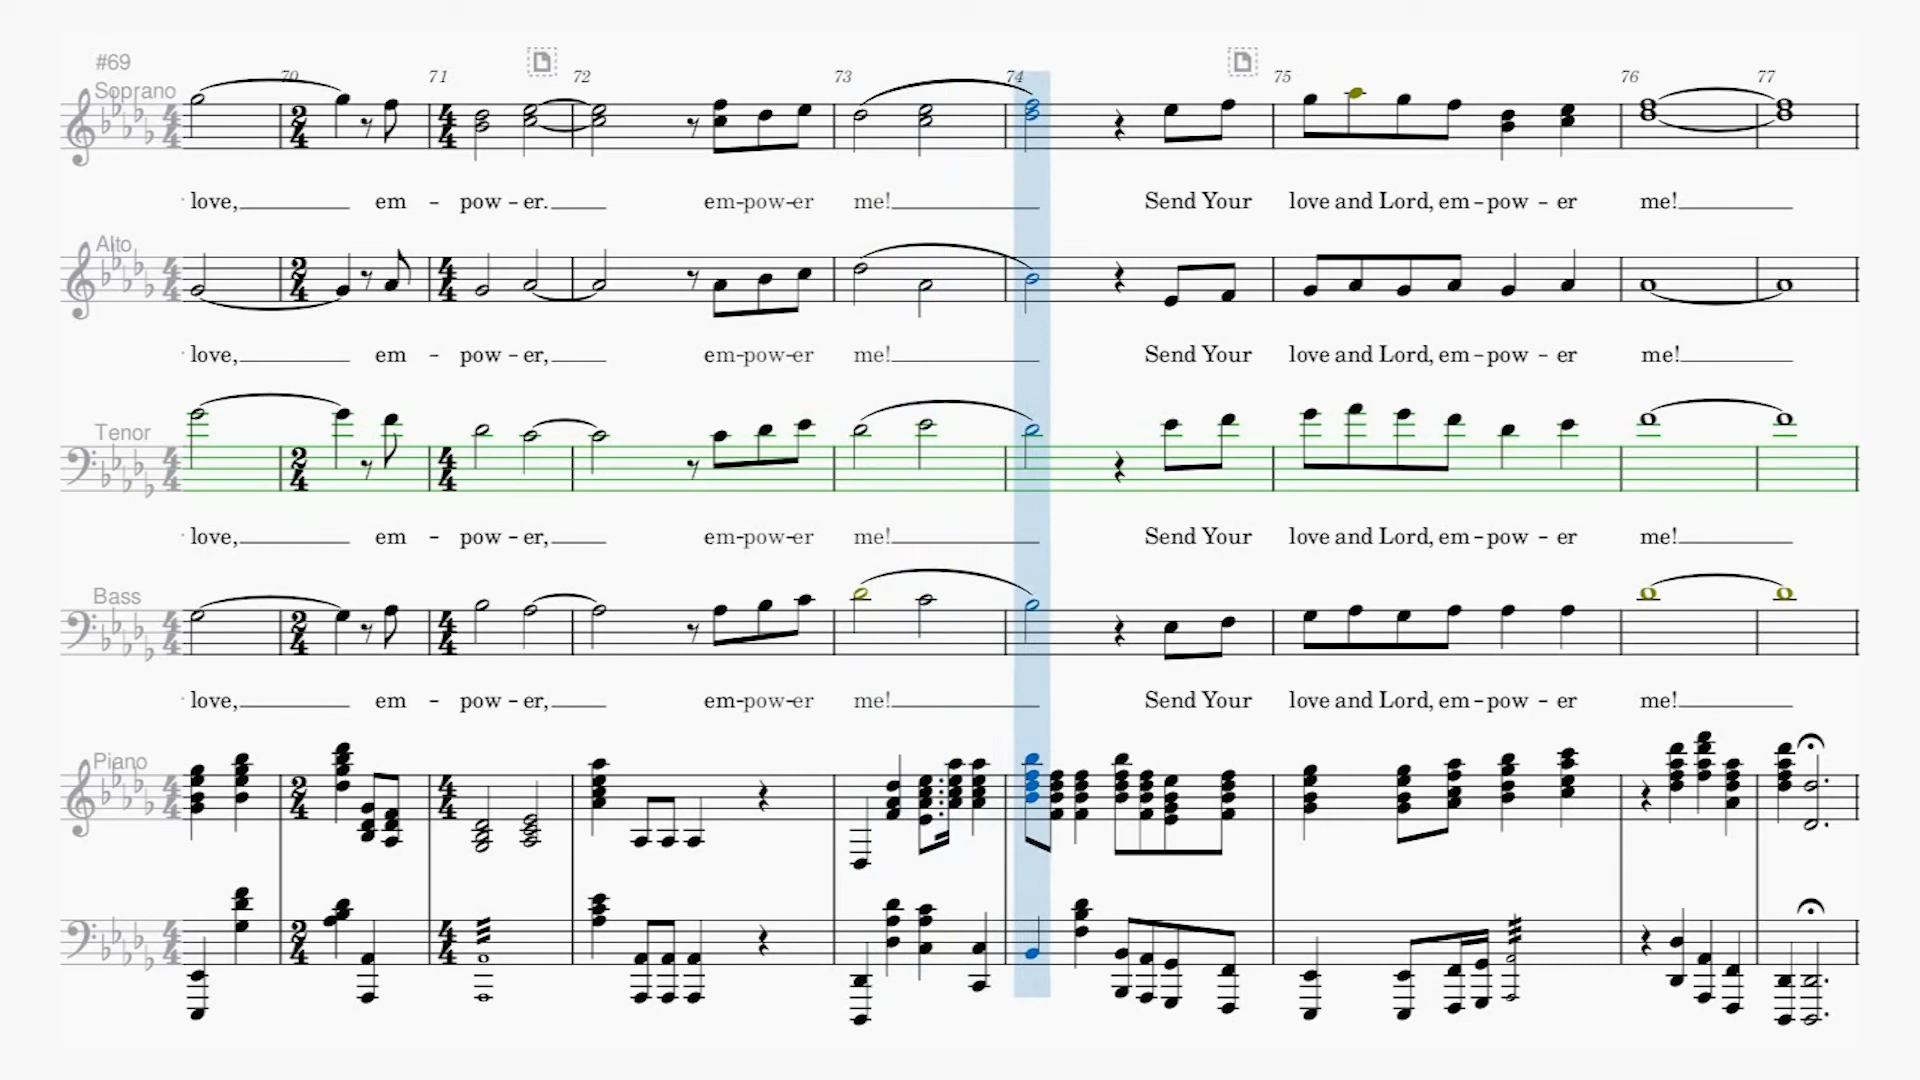 #69
70 71 72 73 74 75 76 77
Soprano
love, em - pow - er. em-pow-er me! Send Your love and Lord, em - pow - er me!
Alto
love, em - pow - er, em-pow-er me! Send Your love and Lord, em - pow - er me!
Tenor
love, em - pow - er, em-pow-er me! Send Your love and Lord, em - pow - er me!
Bass
love, em - pow - er, em-pow-er me! Send Your love and Lord, em - pow - er me!
Piano